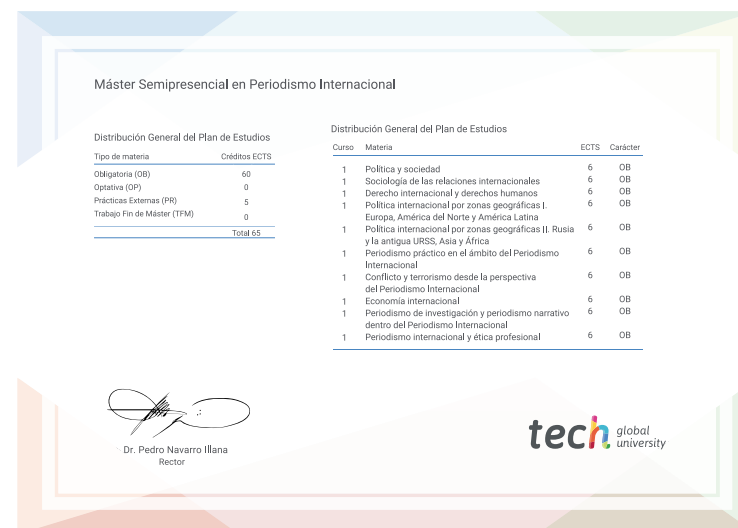 Máster Semipresencial en Periodismo Internacional
Distribución General del Plan de Estudios
Tipo de materia Créditos ECTS
Obligatoria (OB) 60
Optativa (OP) 0
Prácticas Externas (PR) 5
Trabajo Fin de Máster (TFM) 0
Total 65
Distribución General del Plan de Estudios
Curso Materia ECTS Carácter
1 Política y sociedad 6 OB
1 Sociología de las relaciones internacionales 6 OB
1 Derecho internacional y derechos humanos 6 OB
1 Política internacional por zonas geográficas I. 6 OB
Europa, América del Norte y América Latina
1 Política internacional por zonas geográficas II. Rusia 6 OB
y la antigua URSS, Asia y África
1 Periodismo práctico en el ámbito del Periodismo 6 OB
Internacional
1 Conflicto y terrorismo desde la perspectiva 6 OB
del Periodismo Internacional
1 Economía internacional 6 OB
1 Periodismo de investigación y periodismo narrativo 6 OB
dentro del Periodismo Internacional
1 Periodismo internacional y ética profesional 6 OB
Dr. Pedro Navarro Illana
Rector
tech global
university